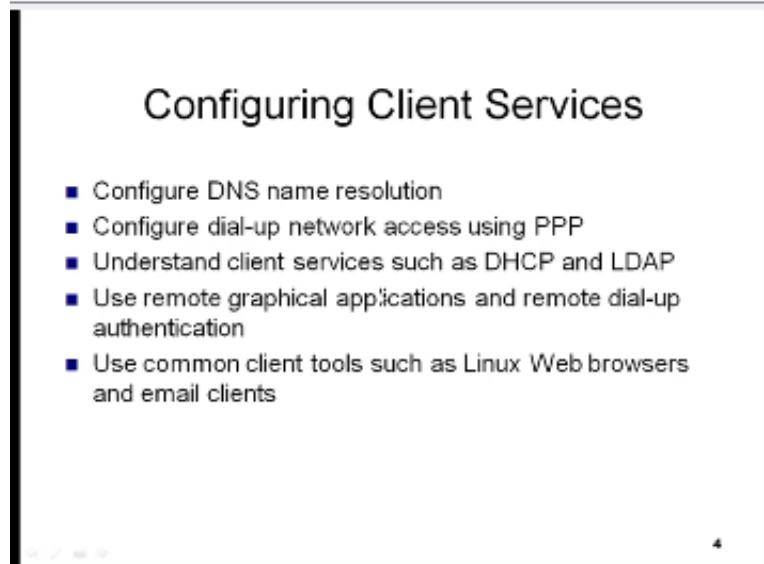 Configuring Client Services
Configure DNS name resolution
Configure dial-up network access using PPP
Understand client services such as DHCP and LDAP
Use remote graphical applications and remote dial-up
authentication
Use common client tools such as Linux Web browsers
and email clients
4